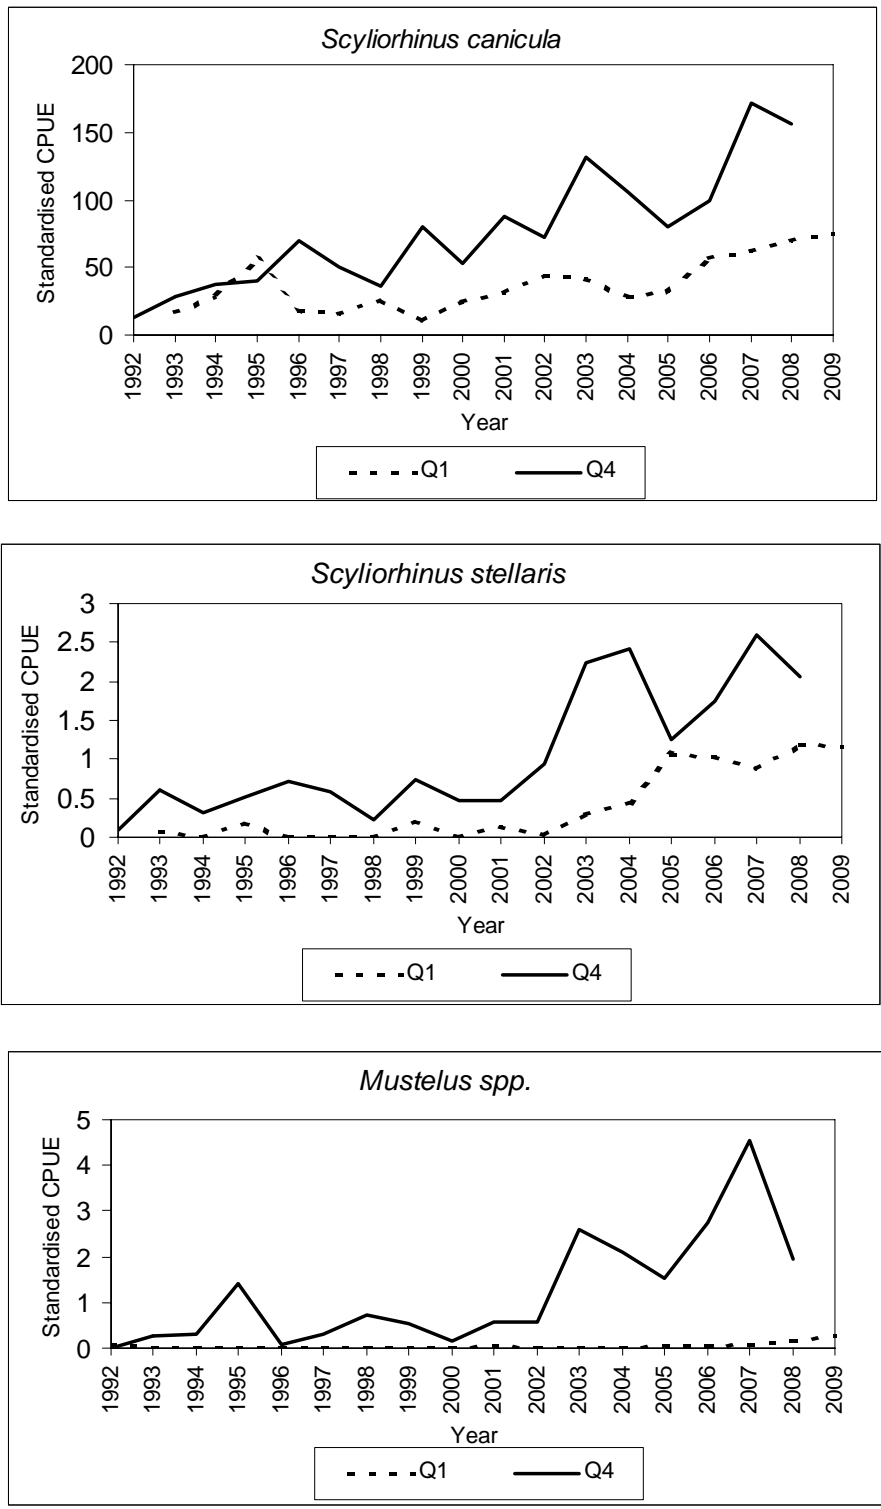 Scyliorhinus canicula
200
150
100
50
0
Standardised CPUE
1992 1993 1994 1995 1996 1997 1998 1999 2000 2001 2002 2003 2004 2005 2006 2007 2008 2009
Year
Q1 Q4
Scyliorhinus stellaris
3
2.5
2
1.5
1
0.5
0
Standardised CPUE
1992 1993 1994 1995 1996 1997 1998 1999 2000 2001 2002 2003 2004 2005 2006 2007 2008 2009
Year
Q1 Q4
Mustelus spp.
5
4
3
2
1
0
Standardised CPUE
1992 1993 1994 1995 1996 1997 1998 1999 2000 2001 2002 2003 2004 2005 2006 2007 2008 2009
Year
Q1 Q4